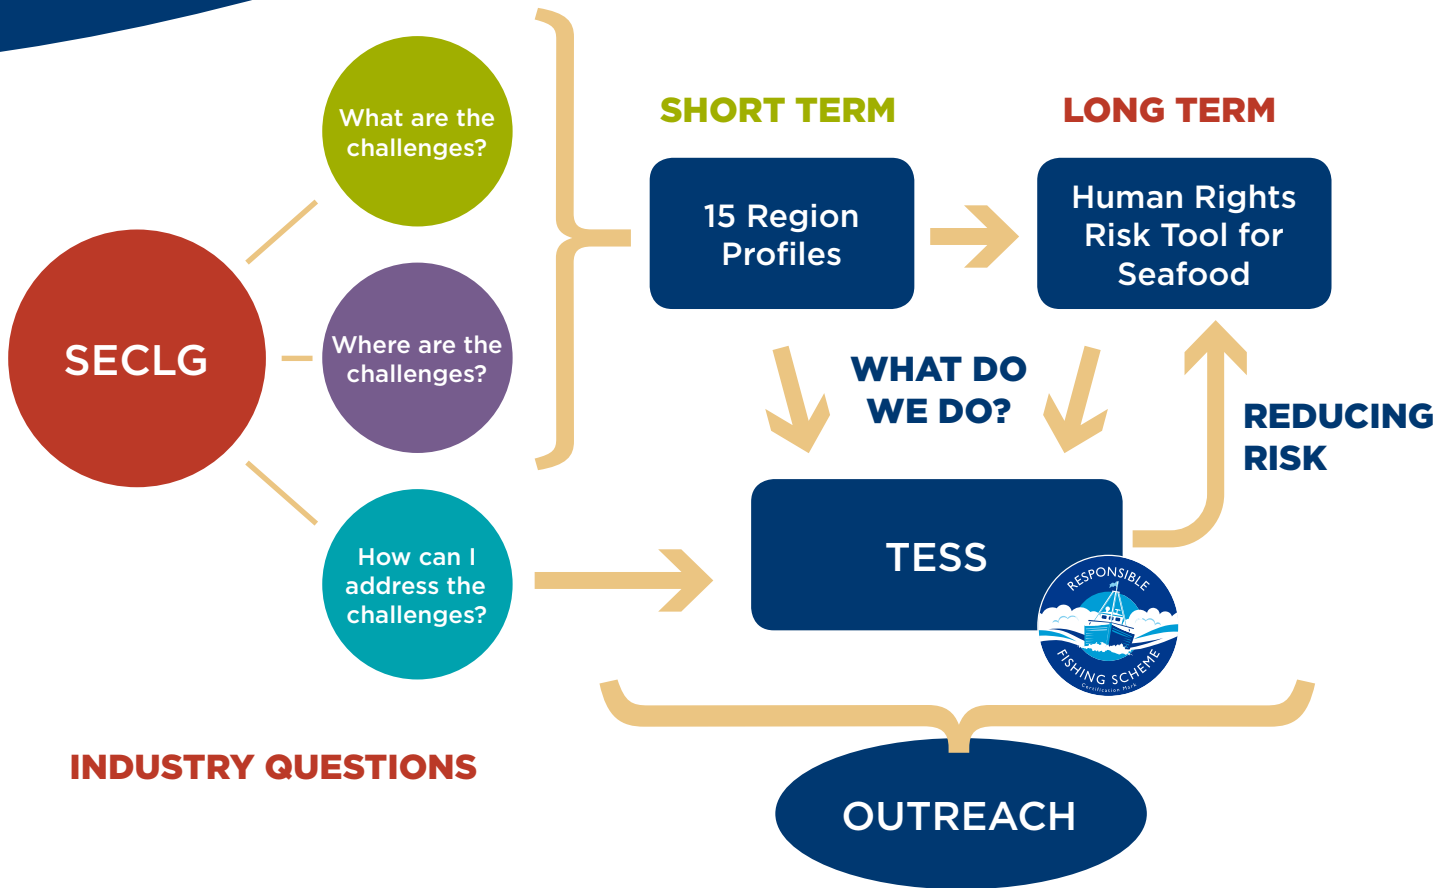 SECLG
What are the
challenges?
Where are the
challenges?
How can I
address the
challenges?
INDUSTRY QUESTIONS
SHORT TERM
15 Region
Profiles
LONG TERM
Human Rights
Risk Tool for
Seafood
WHAT DO
WE DO?
REDUCING
RISK
TESS
RESPONSIBLE
FISHING SCHEME
Certification Mark
OUTREACH